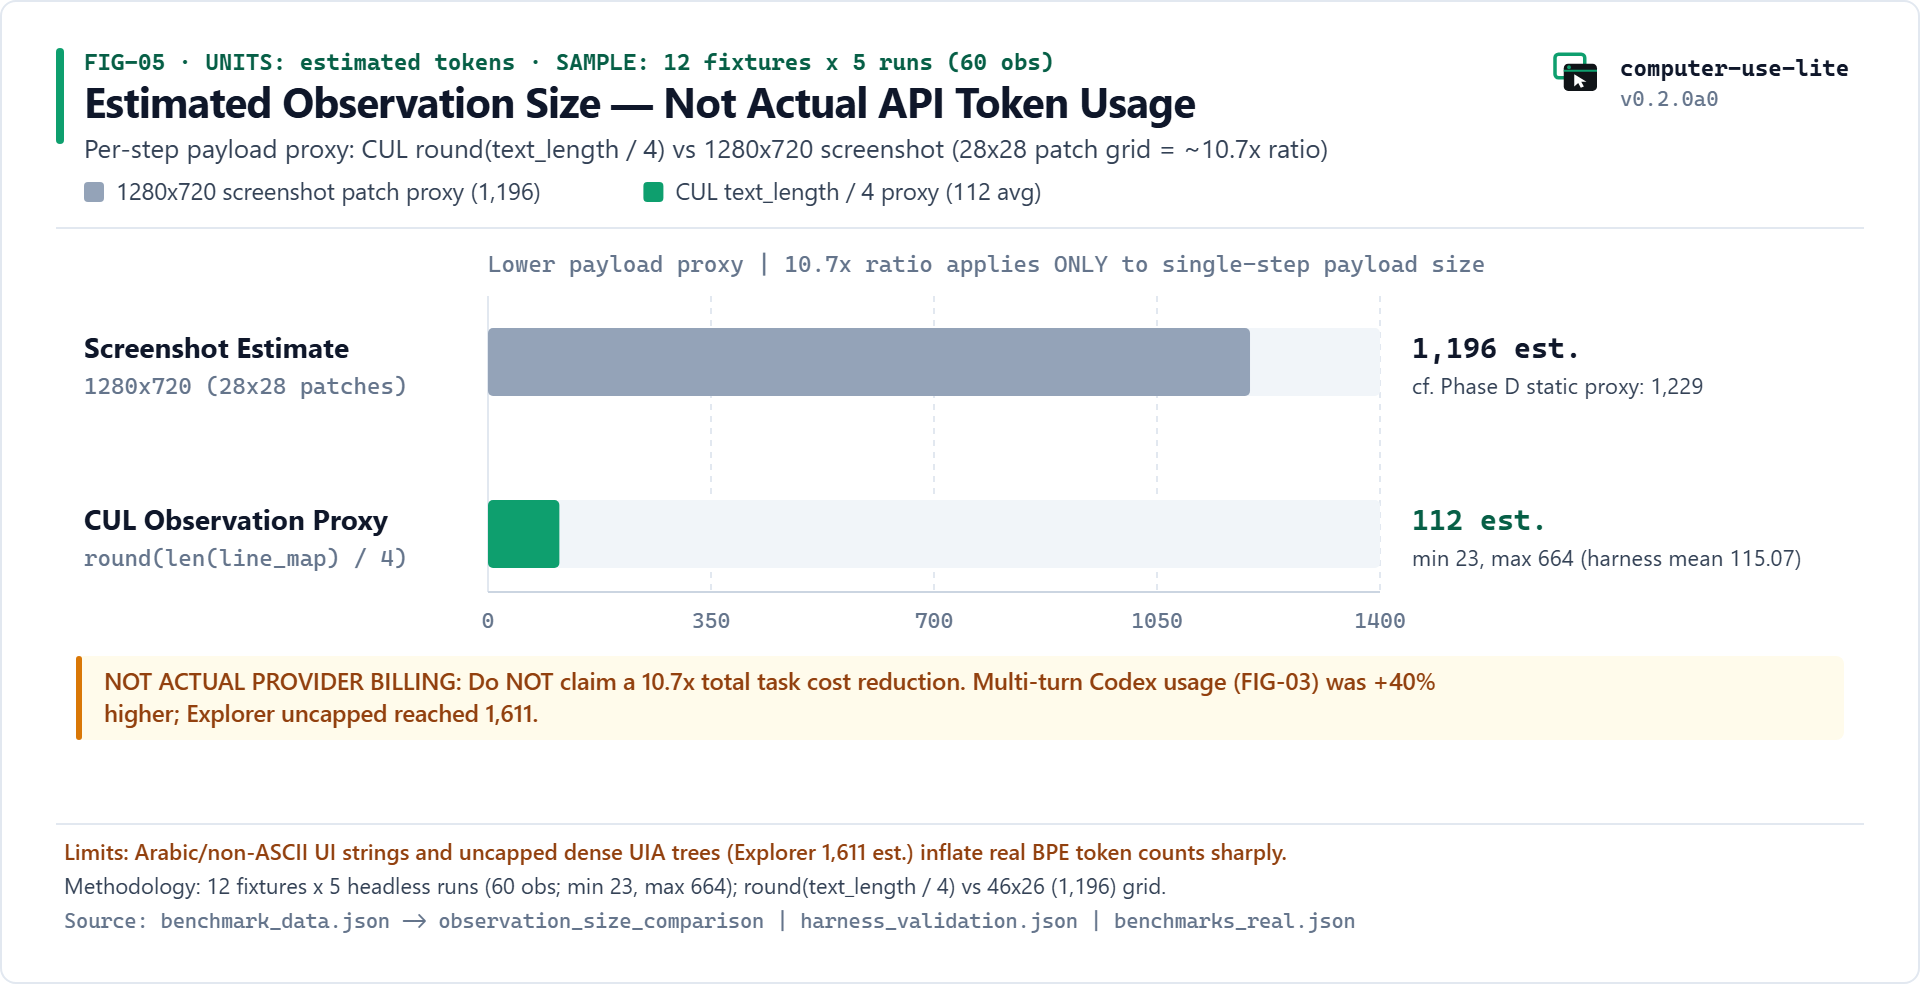 FIG-05 · UNITS: estimated tokens · SAMPLE: 12 fixtures x 5 runs (60 obs)
Estimated Observation Size — Not Actual API Token Usage
Per-step payload proxy: CUL round(text_length / 4) vs 1280x720 screenshot (28x28 patch grid = ~10.7x ratio)
1280x720 screenshot patch proxy (1,196)
CUL text_length / 4 proxy (112 avg)
computer-use-lite
v0.2.0a0
Lower payload proxy | 10.7x ratio applies ONLY to single-step payload size
Screenshot Estimate
1280x720 (28x28 patches)
1,196 est.
cf. Phase D static proxy: 1,229
CUL Observation Proxy
round(len(line_map) / 4)
112 est.
min 23, max 664 (harness mean 115.07)
0 350 700 1050 1400
NOT ACTUAL PROVIDER BILLING: Do NOT claim a 10.7x total task cost reduction. Multi-turn Codex usage (FIG-03) was +40%
higher; Explorer uncapped reached 1,611.
Limits: Arabic/non-ASCII UI strings and uncapped dense UIA trees (Explorer 1,611 est.) inflate real BPE token counts sharply.
Methodology: 12 fixtures x 5 headless runs (60 obs; min 23, max 664); round(text_length / 4) vs 46x26 (1,196) grid.
Source: benchmark_data.json → observation_size_comparison | harness_validation.json | benchmarks_real.json